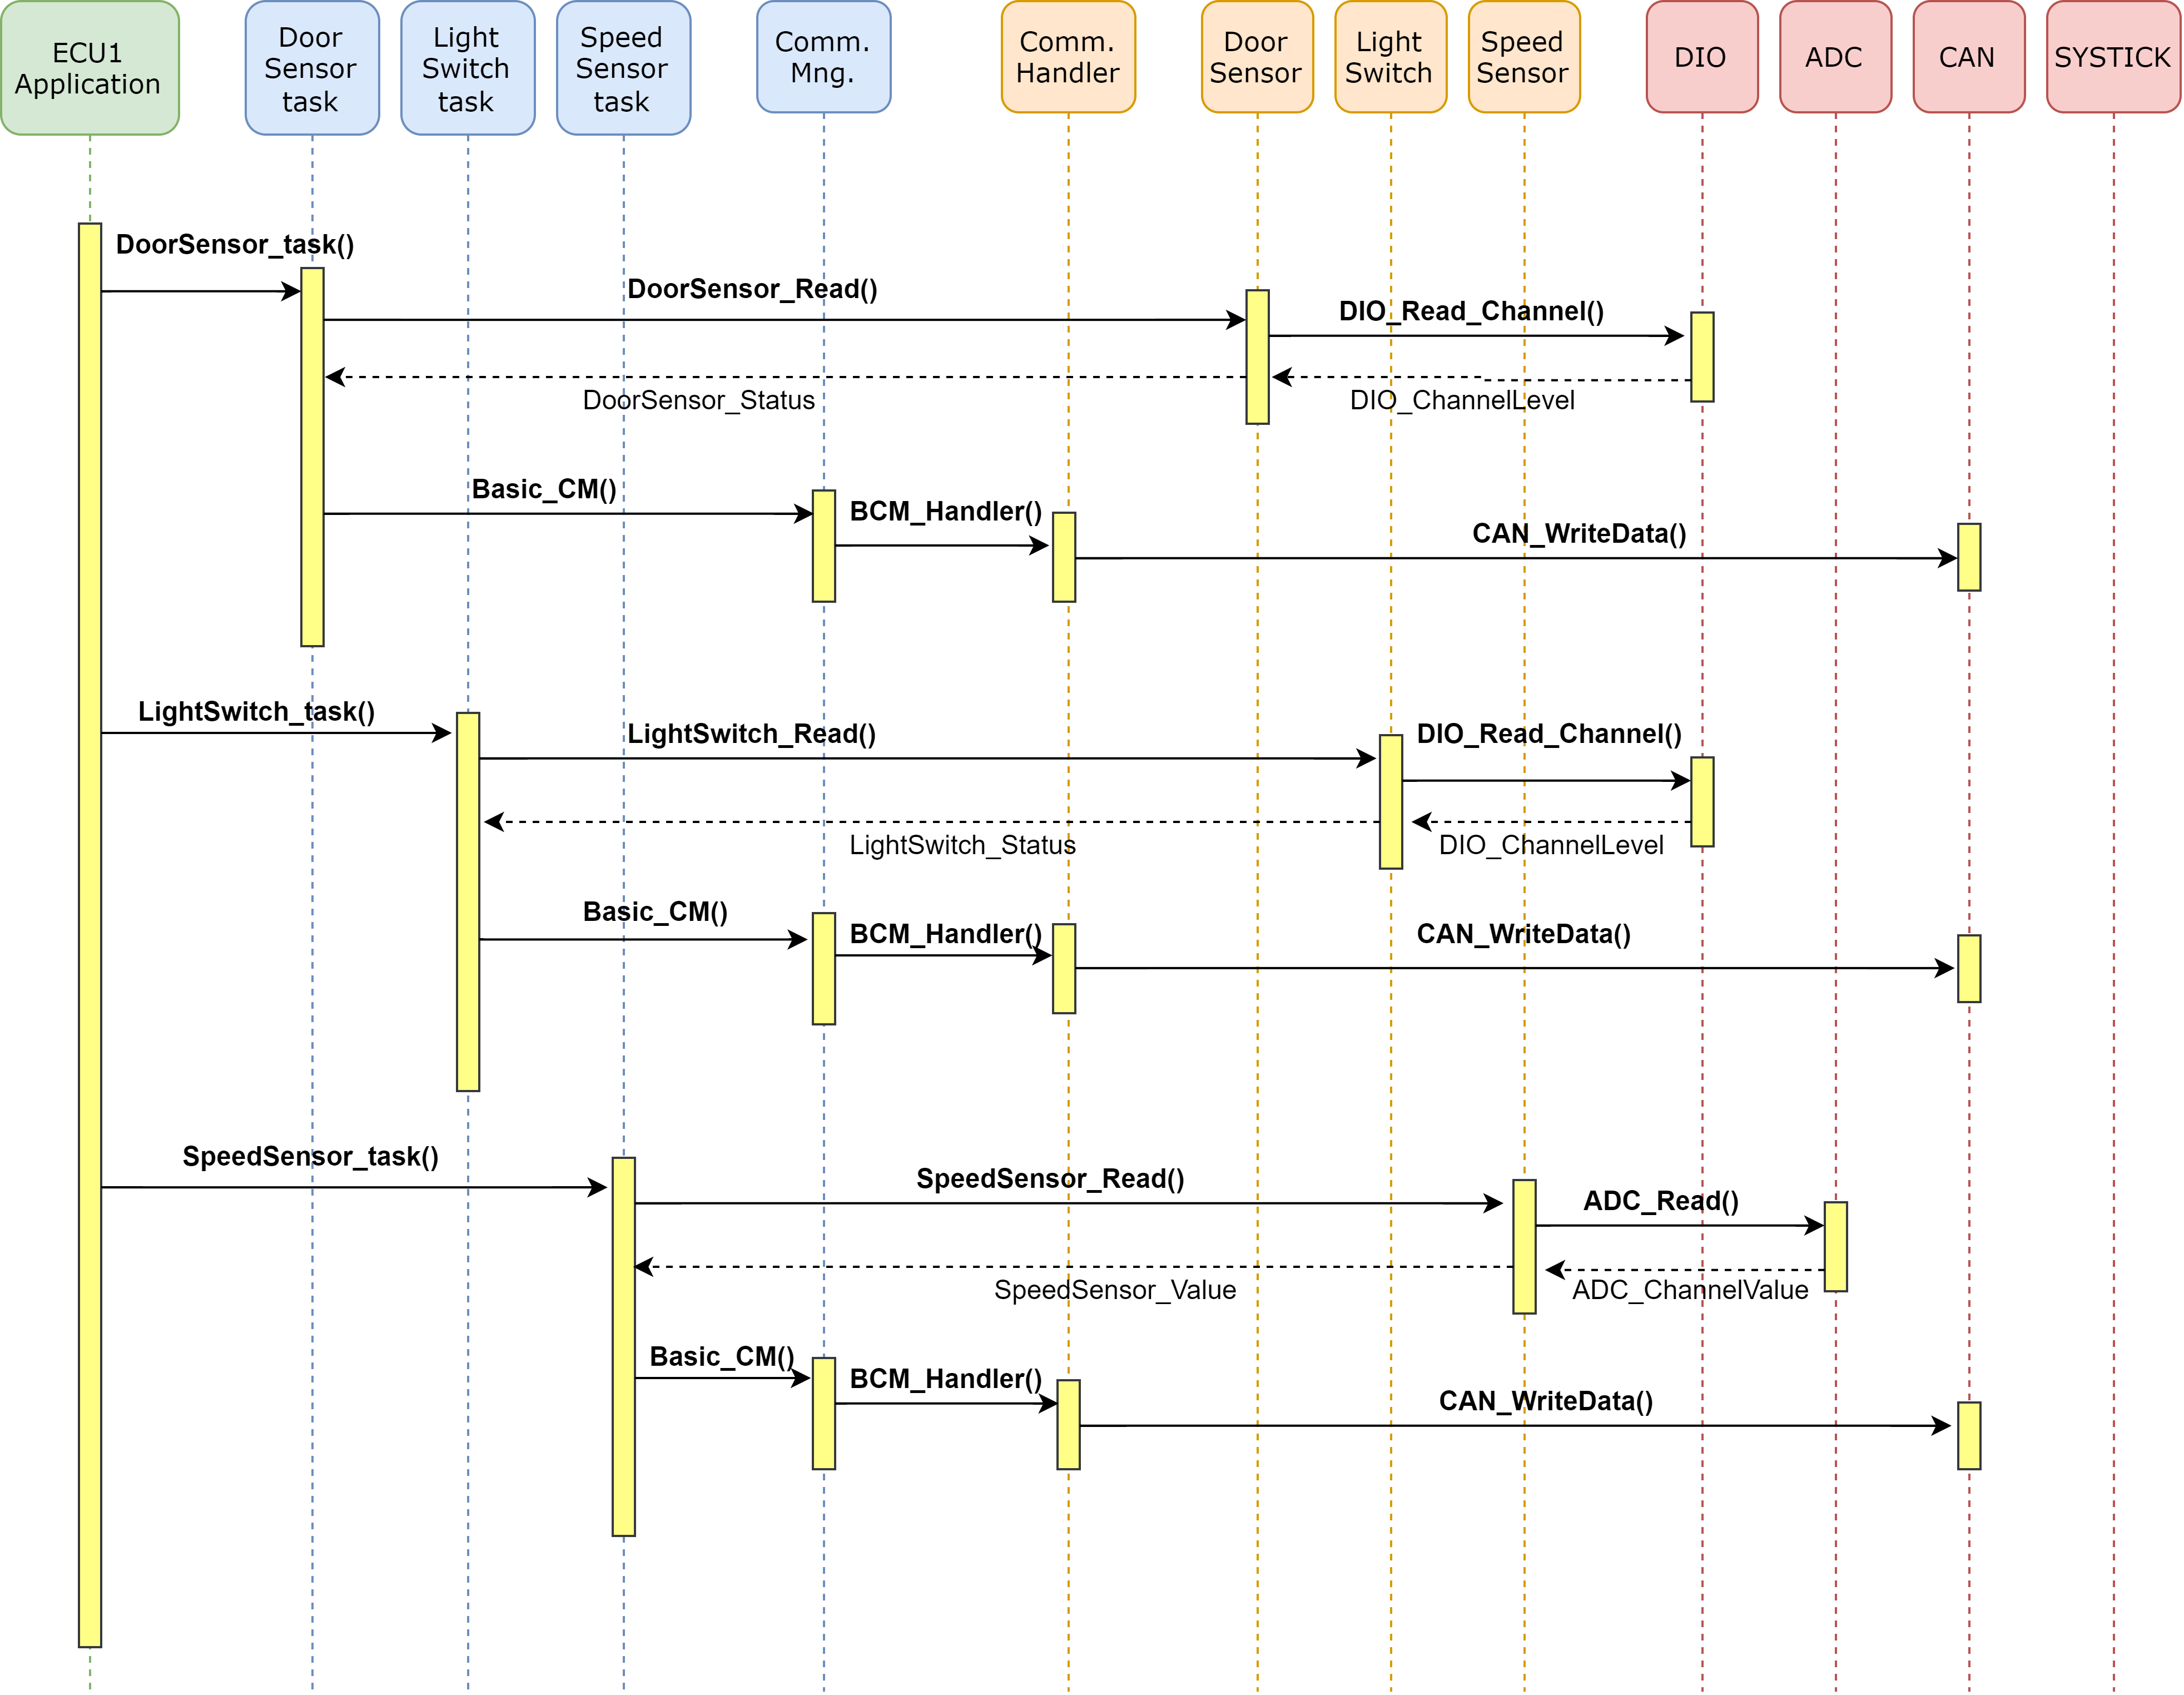 ECU1
Application
Door
Sensor
task
Light
Switch
task
Speed
Sensor
task
Comm.
Mng.
Comm.
Handler
Door
Sensor
Light
Switch
Speed
Sensor
DIO
ADC
CAN
SYSTICK
DoorSensor_task()
DoorSensor_Read()
DIO_Read_Channel()
DoorSensor_Status
DIO_ChannelLevel
Basic_CM()
BCM_Handler()
CAN_WriteData()
LightSwitch_task()
LightSwitch_Read()
DIO_Read_Channel()
LightSwitch_Status
DIO_ChannelLevel
Basic_CM()
BCM_Handler()
CAN_WriteData()
SpeedSensor_task()
SpeedSensor_Read()
ADC_Read()
SpeedSensor_Value
ADC_ChannelValue
Basic_CM()
BCM_Handler()
CAN_WriteData()